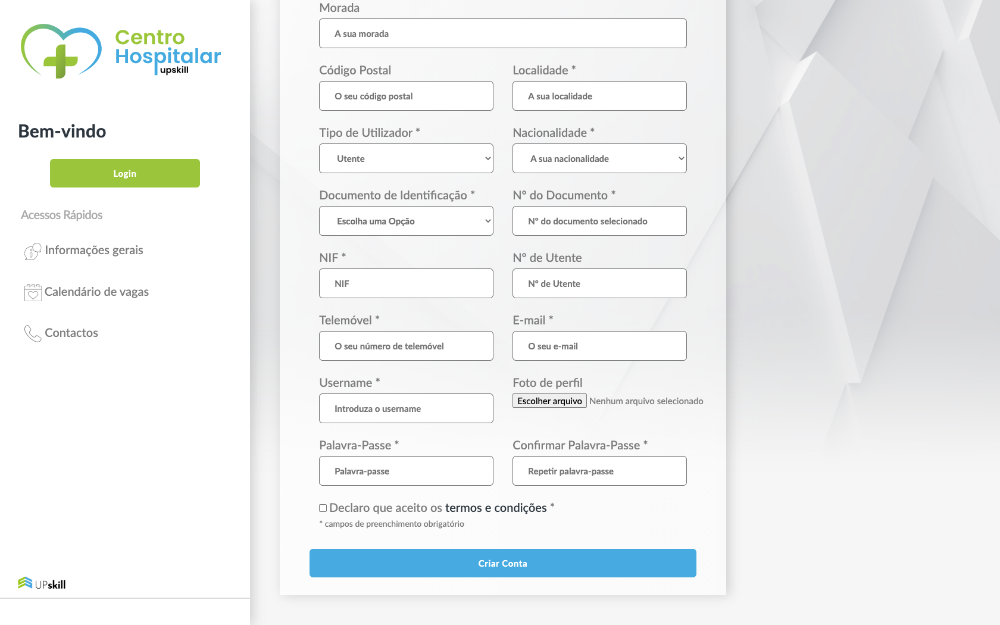 Centro
Hospitalar
upskill
Bem-vindo
Login
Acessos Rápidos
Informações gerais
Calendário de vagas
Contactos
UPskill
Morada
A sua morada
Código Postal
Localidade *
O seu código postal
A sua localidade
Tipo de Utilizador *
Nacionalidade *
Utente
A sua nacionalidade
Documento de Identificação *
Nº do Documento *
Escolha uma Opção
Nº do documento selecionado
NIF *
Nº de Utente
NIF
Nº de Utente
Telemóvel *
E-mail *
O seu número de telemóvel
O seu e-mail
Username *
Foto de perfil
Introduza o username
Escolher arquivo Nenhum arquivo selecionado
Palavra-Passe *
Confirmar Palavra-Passe *
Palavra-passe
Repetir palavra-passe
Declaro que aceito os termos e condições *
* campos de preenchimento obrigatório
Criar Conta